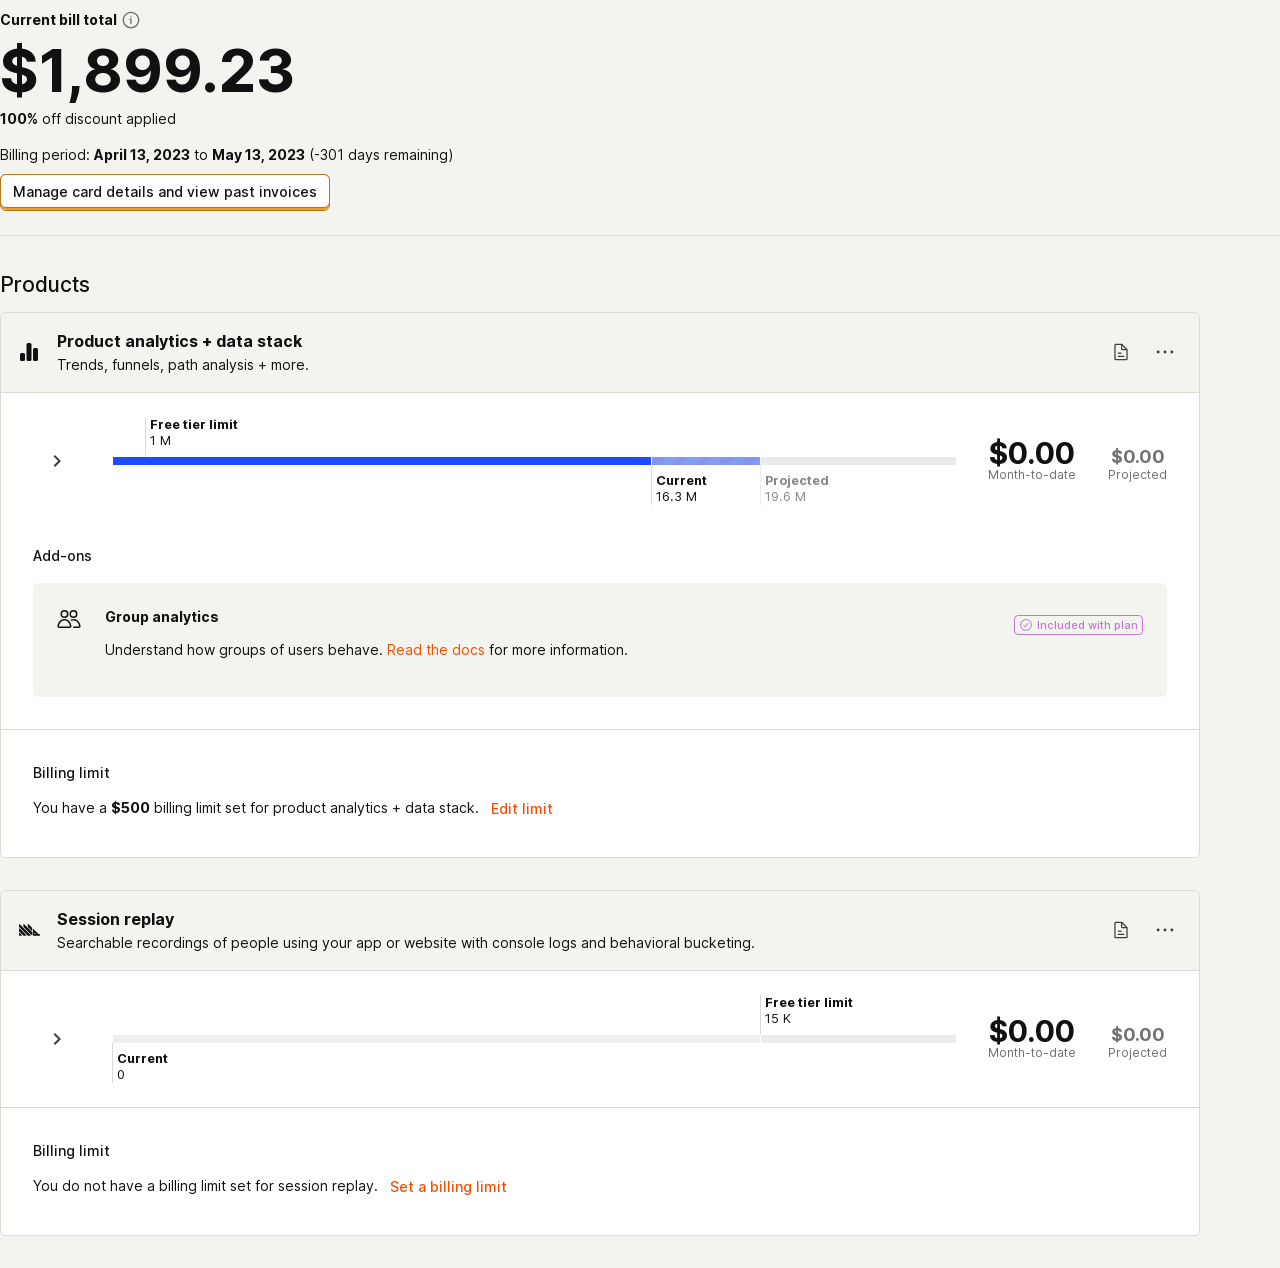 Current bill total
$1,899.23
100% off discount applied
Billing period: April 13, 2023 to May 13, 2023 (-301 days remaining)
Manage card details and view past invoices
Products
Product analytics + data stack
Trends, funnels, path analysis + more.
Free tier limit
1 M
Current
16.3 M
Projected
19.6 M
$0.00
Month-to-date
$0.00
Projected
Add-ons
Group analytics
Included with plan
Understand how groups of users behave. Read the docs for more information.
Billing limit
You have a $500 billing limit set for product analytics + data stack. Edit limit
Session replay
Searchable recordings of people using your app or website with console logs and behavioral bucketing.
Free tier limit
15 K
Current
0
$0.00
Month-to-date
$0.00
Projected
Billing limit
You do not have a billing limit set for session replay. Set a billing limit